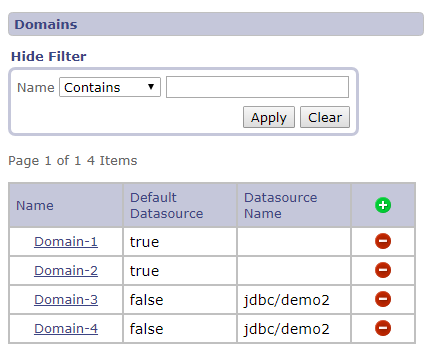 Domains
Hide Filter
Name Contains
Apply Clear
Page 1 of 1 4 Items
Name Default Datasource Datasource Name
Domain-1 true
Domain-2 true
Domain-3 false jdbc/demo2
Domain-4 false jdbc/demo2